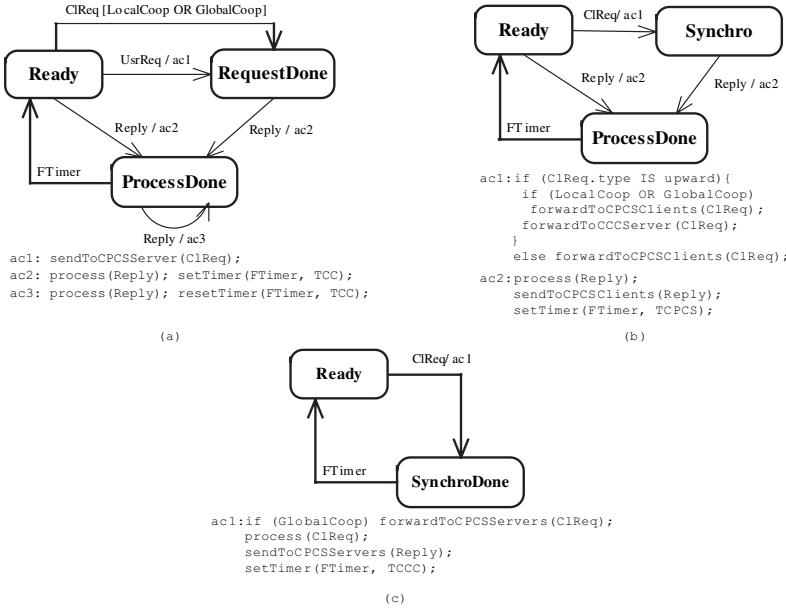 ClReq [LocalCoop OR GlobalCoop]
Ready
UsrReq / ac1
RequestDone
Reply / ac2
Reply / ac2
FTimer
ProcessDone
Reply / ac3
ac1: sendToCPCSServer(ClReq);
ac2: process(Reply); setTimer(FTimer, TCC);
ac3: process(Reply); resetTimer(FTimer, TCC);
(a)
ClReq/ ac1
Ready
Synchro
Reply / ac2
Reply / ac2
FTimer
ProcessDone
ac1:if (ClReq.type IS upward){
if (LocalCoop OR GlobalCoop)
forwardToCPCSClients(ClReq);
forwardToCCCServer(ClReq);
}
else forwardToCPCSClients(ClReq);
ac2:process(Reply);
sendToCPCSClients(Reply);
setTimer(FTimer, TCPCS);
(b)
Ready
ClReq/ ac1
FTimer
SynchroDone
ac1:if (GlobalCoop) forwardToCPCSServers(ClReq);
process(ClReq);
sendToCPCSServers(Reply);
setTimer(FTimer, TCCC);
(c)